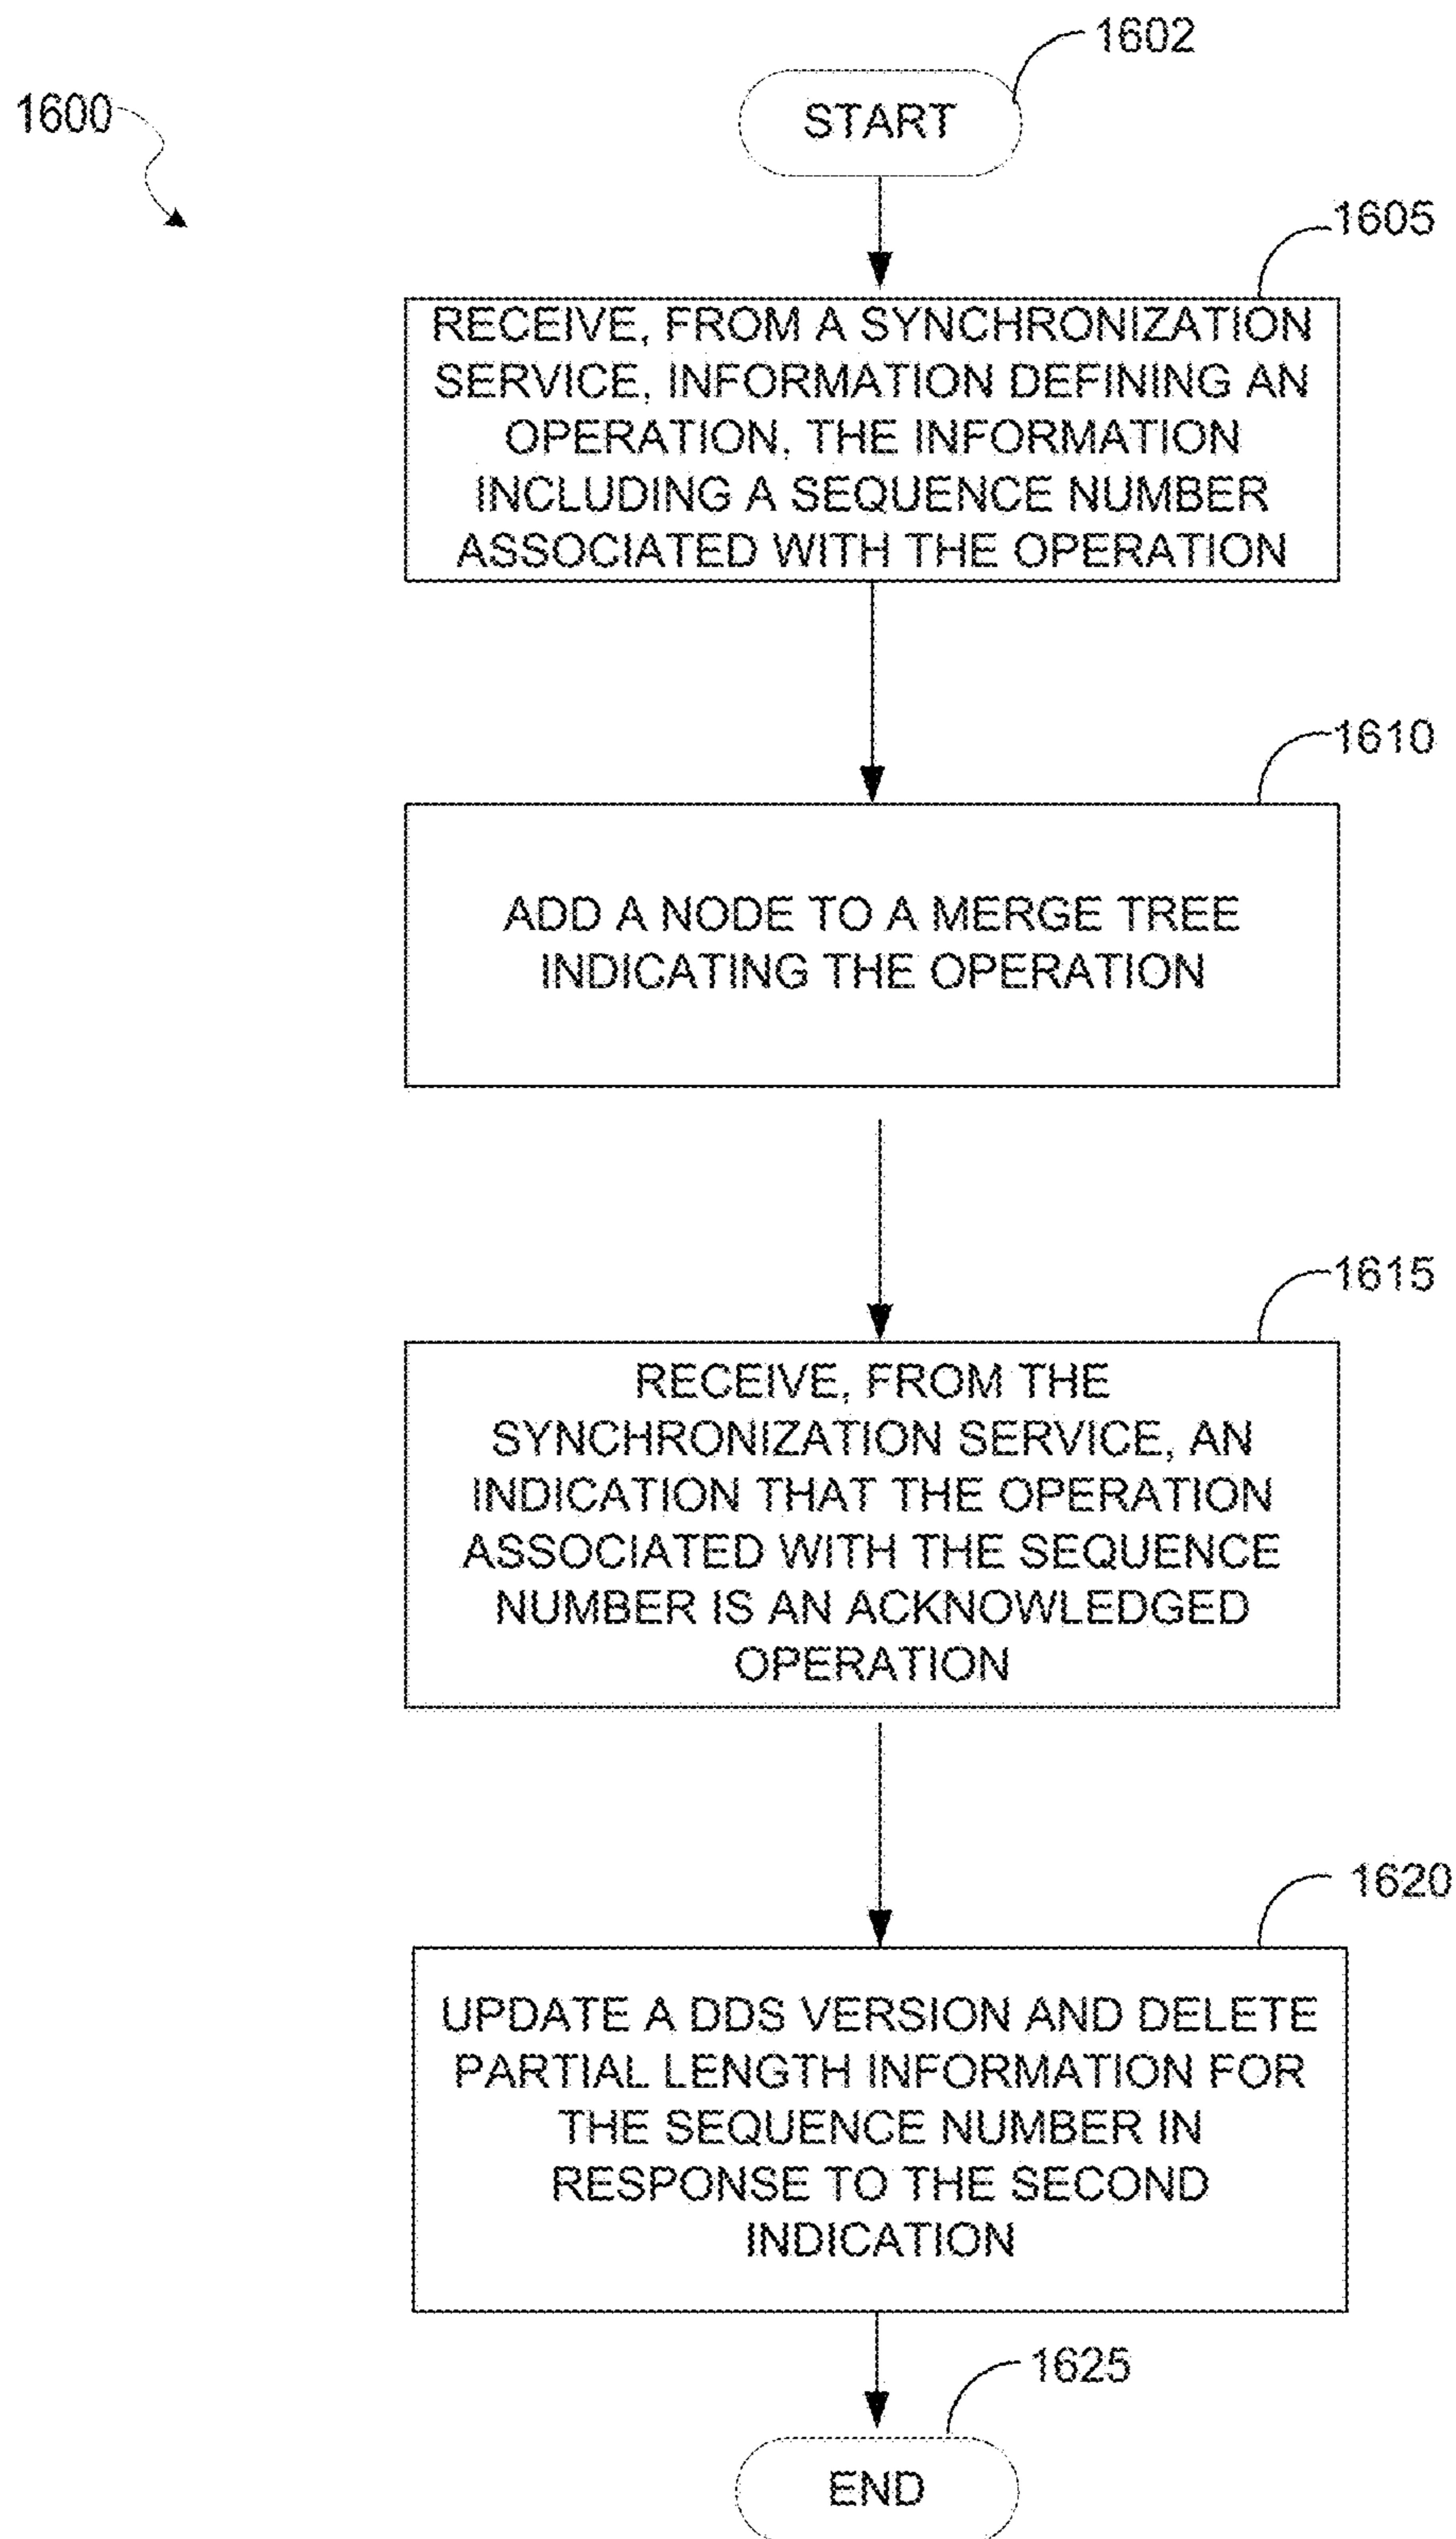 1602
1600
START
1605
RECEIVE, FROM A SYNCHRONIZATION
SERVICE, INFORMATION DEFINING AN
OPERATION, THE INFORMATION
INCLUDING A SEQUENCE NUMBER
ASSOCIATED WITH THE OPERATION
1610
ADD A NODE TO A MERGE TREE
INDICATING THE OPERATION
1615
RECEIVE, FROM THE
SYNCHRONIZATION SERVICE, AN
INDICATION THAT THE OPERATION
ASSOCIATED WITH THE SEQUENCE
NUMBER IS AN ACKNOWLEDGED
OPERATION
1620
UPDATE A DDS VERSION AND DELETE
PARTIAL LENGTH INFORMATION FOR
THE SEQUENCE NUMBER IN
RESPONSE TO THE SECOND
INDICATION
1625
END